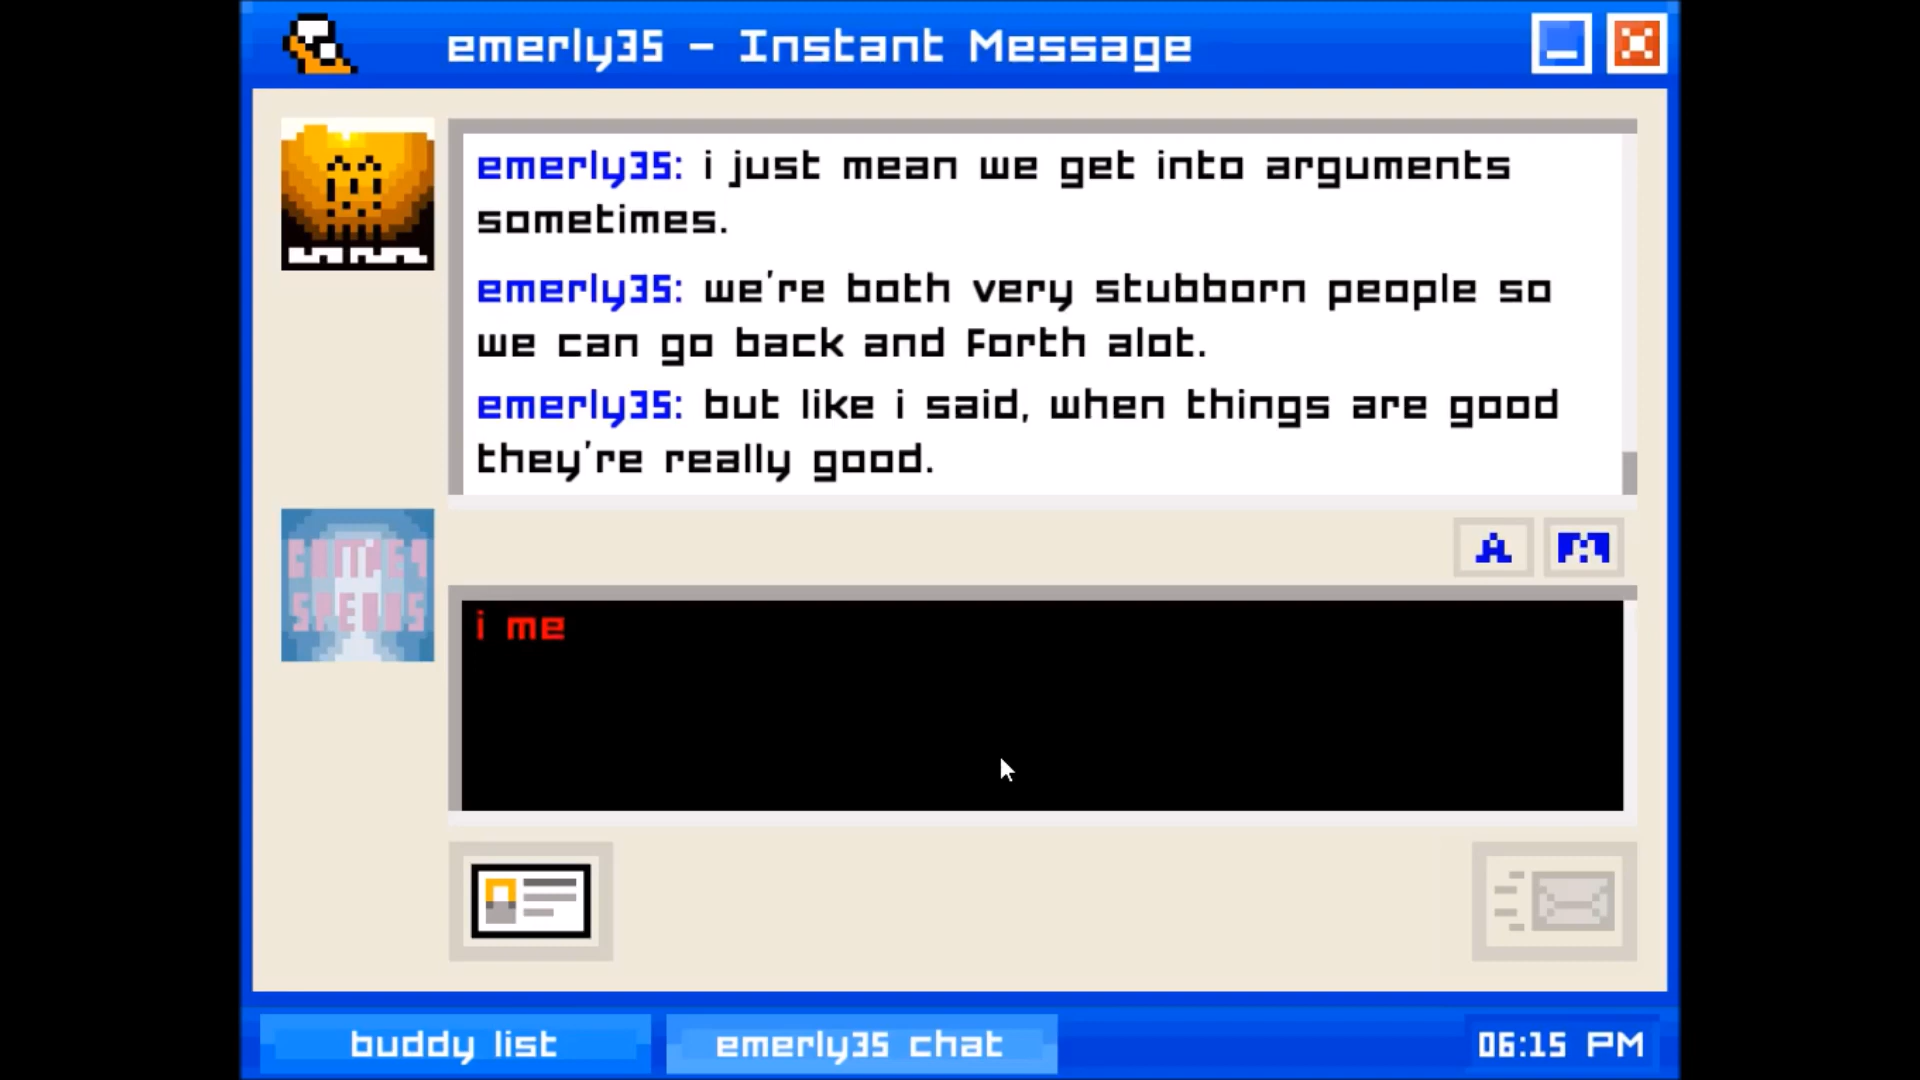 emerly35 - Instant Message
emerly35: i just mean we get into arguments
sometimes.
emerly35: we're both very stubborn people so
we can go back and forth alot.
emerly35: but like i said, when things are good
they're really good.
A
i me
buddy list
emerly35 chat
06:15 PM